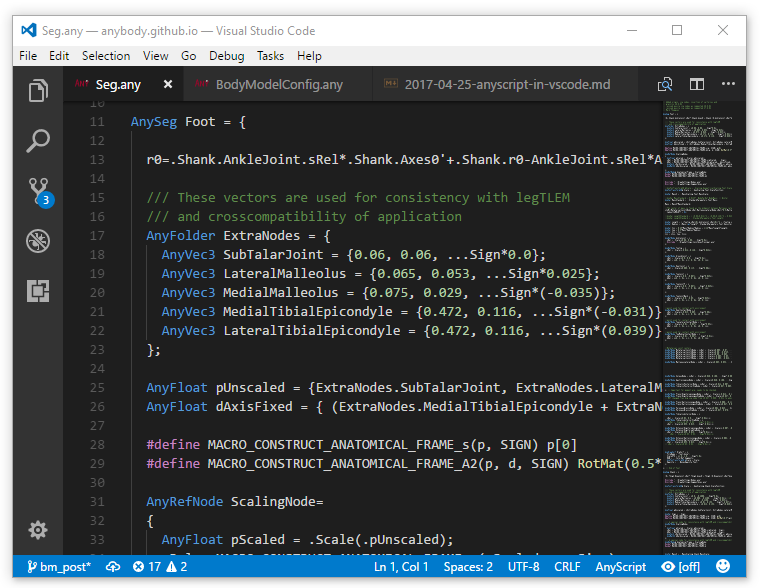 Seg.any — anybody.github.io — Visual Studio Code
File Edit Selection View Go Debug Tasks Help
Seg.any BodyModelConfig.any 2017-04-25-anyscript-in-vscode.md
10
11 AnySeg Foot = {
12
13 r0=.Shank.AnkleJoint.sRel*.Shank.Axes0'+.Shank.r0-AnkleJoint.sRel*A
14
15 /// These vectors are used for consistency with legTLEM
16 /// and crosscompatibility of application
17 AnyFolder ExtraNodes = {
18 AnyVec3 SubTalarJoint = {0.06, 0.06, ...Sign*0.0};
19 AnyVec3 LateralMalleolus = {0.065, 0.053, ...Sign*0.025};
20 AnyVec3 MedialMalleolus = {0.075, 0.029, ...Sign*(-0.035)};
21 AnyVec3 MedialTibialEpicondyle = {0.472, 0.116, ...Sign*(-0.031)}
22 AnyVec3 LateralTibialEpicondyle = {0.472, 0.116, ...Sign*(0.039)}
23 };
24
25 AnyFloat pUnscaled = {ExtraNodes.SubTalarJoint, ExtraNodes.LateralM
26 AnyFloat dAxisFixed = { (ExtraNodes.MedialTibialEpicondyle + ExtraN
27
28 #define MACRO_CONSTRUCT_ANATOMICAL_FRAME_s(p, SIGN) p[0]
29 #define MACRO_CONSTRUCT_ANATOMICAL_FRAME_A2(p, d, SIGN) RotMat(0.5*
30
31 AnyRefNode ScalingNode=
32 {
33 AnyFloat pScaled = .Scale(.pUnscaled);
3
bm_post* 17 2 Ln 1, Col 1 Spaces: 2 UTF-8 CRLF AnyScript [off]